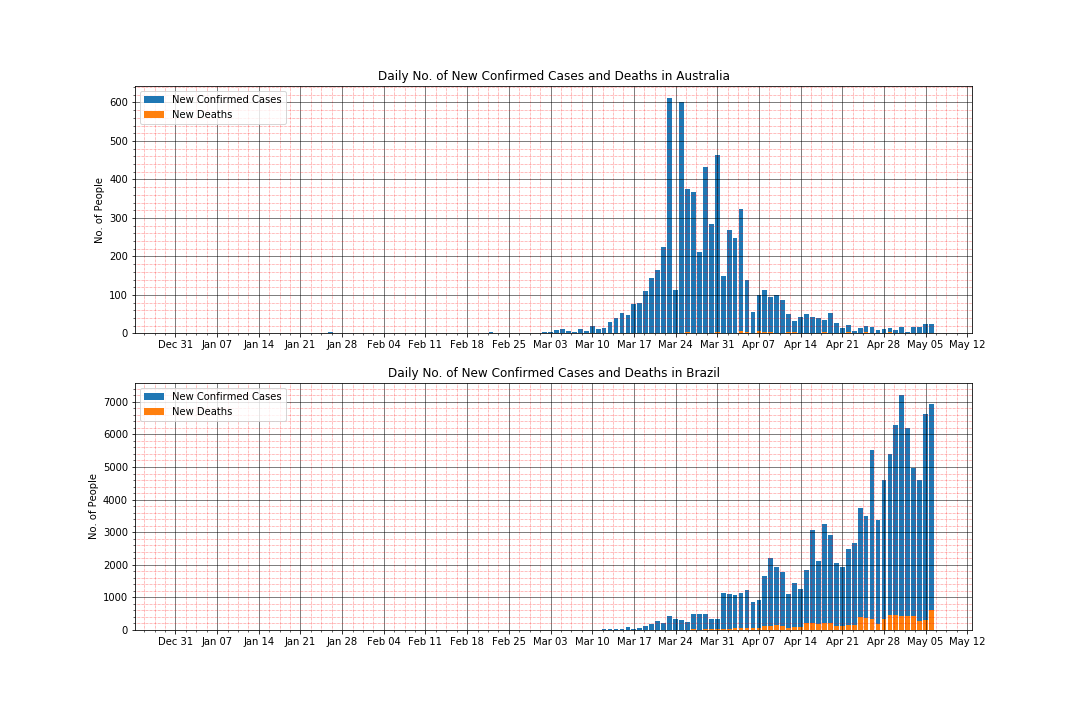 Daily No. of New Confirmed Cases and Deaths in Australia
New Confirmed Cases
New Deaths
No. of People
600
500
400
300
200
100
0
Dec 31 Jan 07 Jan 14 Jan 21 Jan 28 Feb 04 Feb 11 Feb 18 Feb 25 Mar 03 Mar 10 Mar 17 Mar 24 Mar 31 Apr 07 Apr 14 Apr 21 Apr 28 May 05 May 12
Daily No. of New Confirmed Cases and Deaths in Brazil
New Confirmed Cases
New Deaths
No. of People
7000
6000
5000
4000
3000
2000
1000
0
Dec 31 Jan 07 Jan 14 Jan 21 Jan 28 Feb 04 Feb 11 Feb 18 Feb 25 Mar 03 Mar 10 Mar 17 Mar 24 Mar 31 Apr 07 Apr 14 Apr 21 Apr 28 May 05 May 12